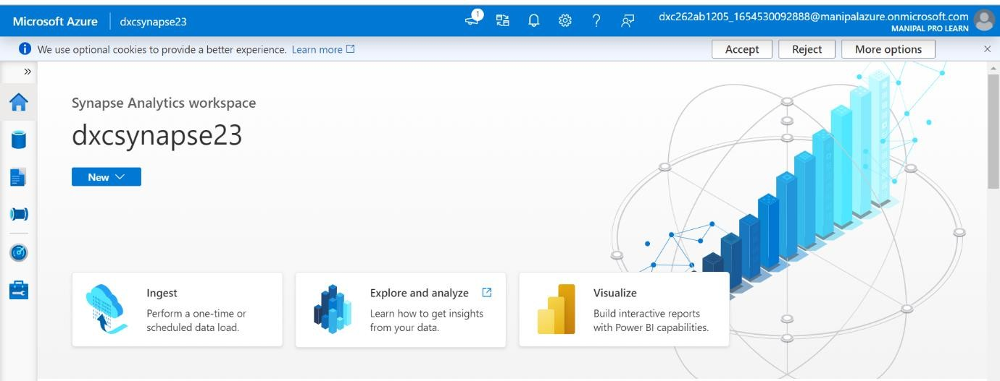 Microsoft Azure
dxcsynapse23
1
dxc262ab1205_1654530092888@manipalazure.onmicrosoft.com
MANIPAL PRO LEARN
We use optional cookies to provide a better experience. Learn more
Accept
Reject
More options
Synapse Analytics workspace
dxcsynapse23
New
Ingest
Perform a one-time or
scheduled data load.
Explore and analyze
Learn how to get insights
from your data.
Visualize
Build interactive reports
with Power BI capabilities.